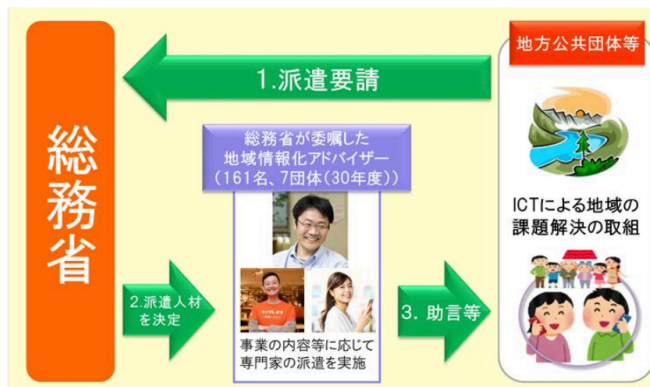 総務省
地方公共団体等
1.派遣要請
総務省が委嘱した
地域情報化アドバイザー
(161名、7団体(30年度))
ICTによる地域の
課題解決の取組
2.派遣人材
を決定
3. 助言等
事業の内容等に応じて
専門家の派遣を実施